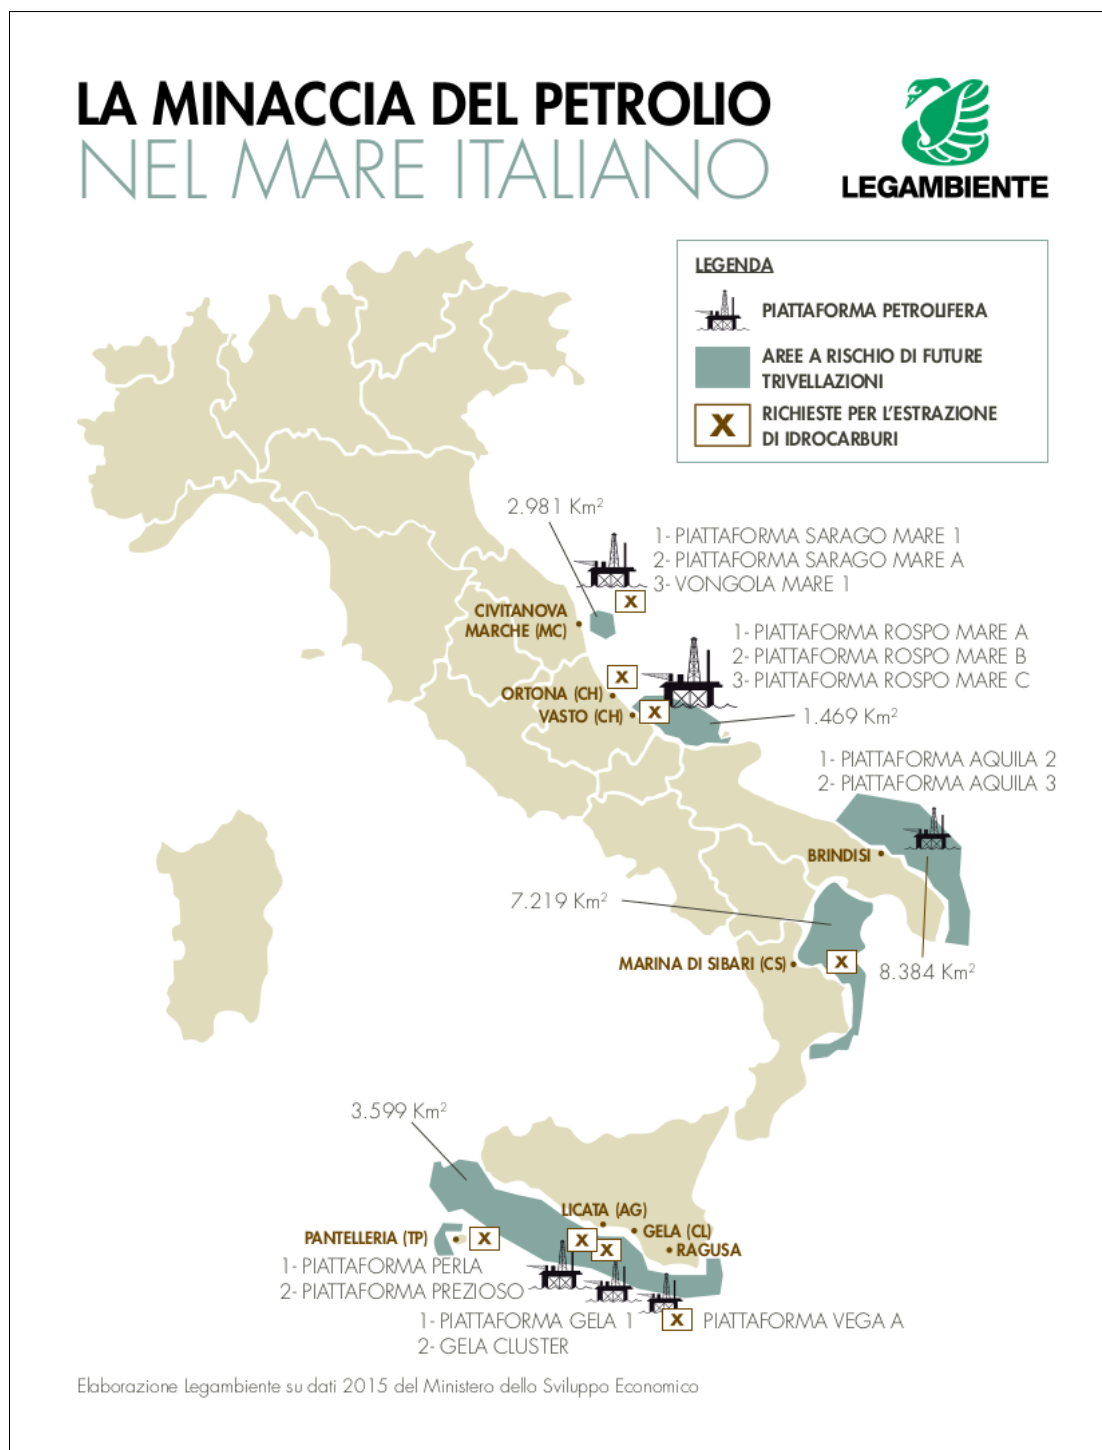 LA MINACCIA DEL PETROLIO
NEL MARE ITALIANO
LEGAMBIENTE
LEGENDA
PIATTAFORMA PETROLIFERA
AREE A RISCHIO DI FUTURE
TRIVELLAZIONI
X
RICHIESTE PER L'ESTRAZIONE
DI IDROCARBURI
2.981 Km²
1- PIATTAFORMA SARAGO MARE 1
2- PIATTAFORMA SARAGO MARE A
3- VONGOLA MARE 1
X
CIVITANOVA
MARCHE (MC)
1- PIATTAFORMA ROSPO MARE A
2- PIATTAFORMA ROSPO MARE B
3- PIATTAFORMA ROSPO MARE C
X
ORTONA (CH)
VASTO (CH)
X
1.469 Km²
1- PIATTAFORMA AQUILA 2
2- PIATTAFORMA AQUILA 3
BRINDISI
7.219 Km²
MARINA DI SIBARI (CS)
X
8.384 Km²
3.599 Km²
LICATA (AG)
GELA (CL)
RAGUSA
PANTELLERIA (TP)
X
X
X
1- PIATTAFORMA PERLA
2- PIATTAFORMA PREZIOSO
1- PIATTAFORMA GELA 1
2- GELA CLUSTER
X
PIATTAFORMA VEGA A
Elaborazione Legambiente su dati 2015 del Ministero dello Sviluppo Economico